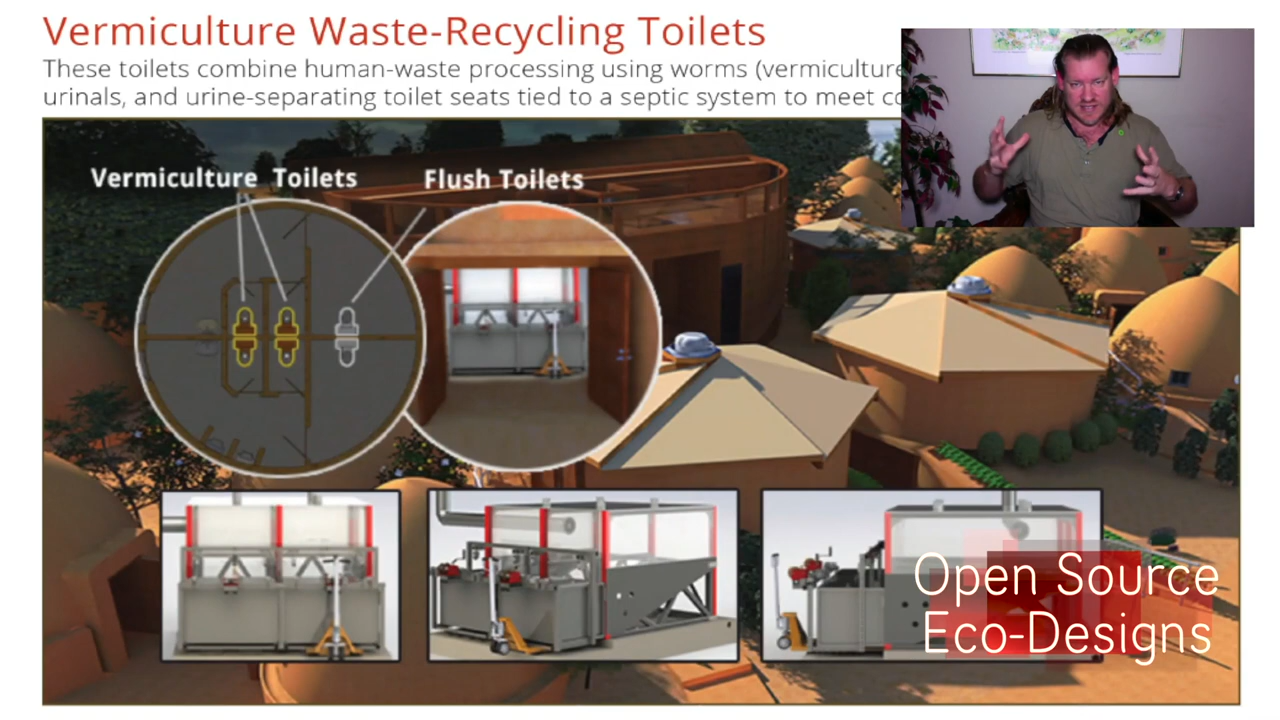 Vermiculture Waste-Recycling Toilets
These toilets combine human-waste processing using worms (vermiculture
urinals, and urine-separating toilet seats tied to a septic system to meet
Vermiculture Toilets
Flush Toilets
Open Source
Eco-Designs